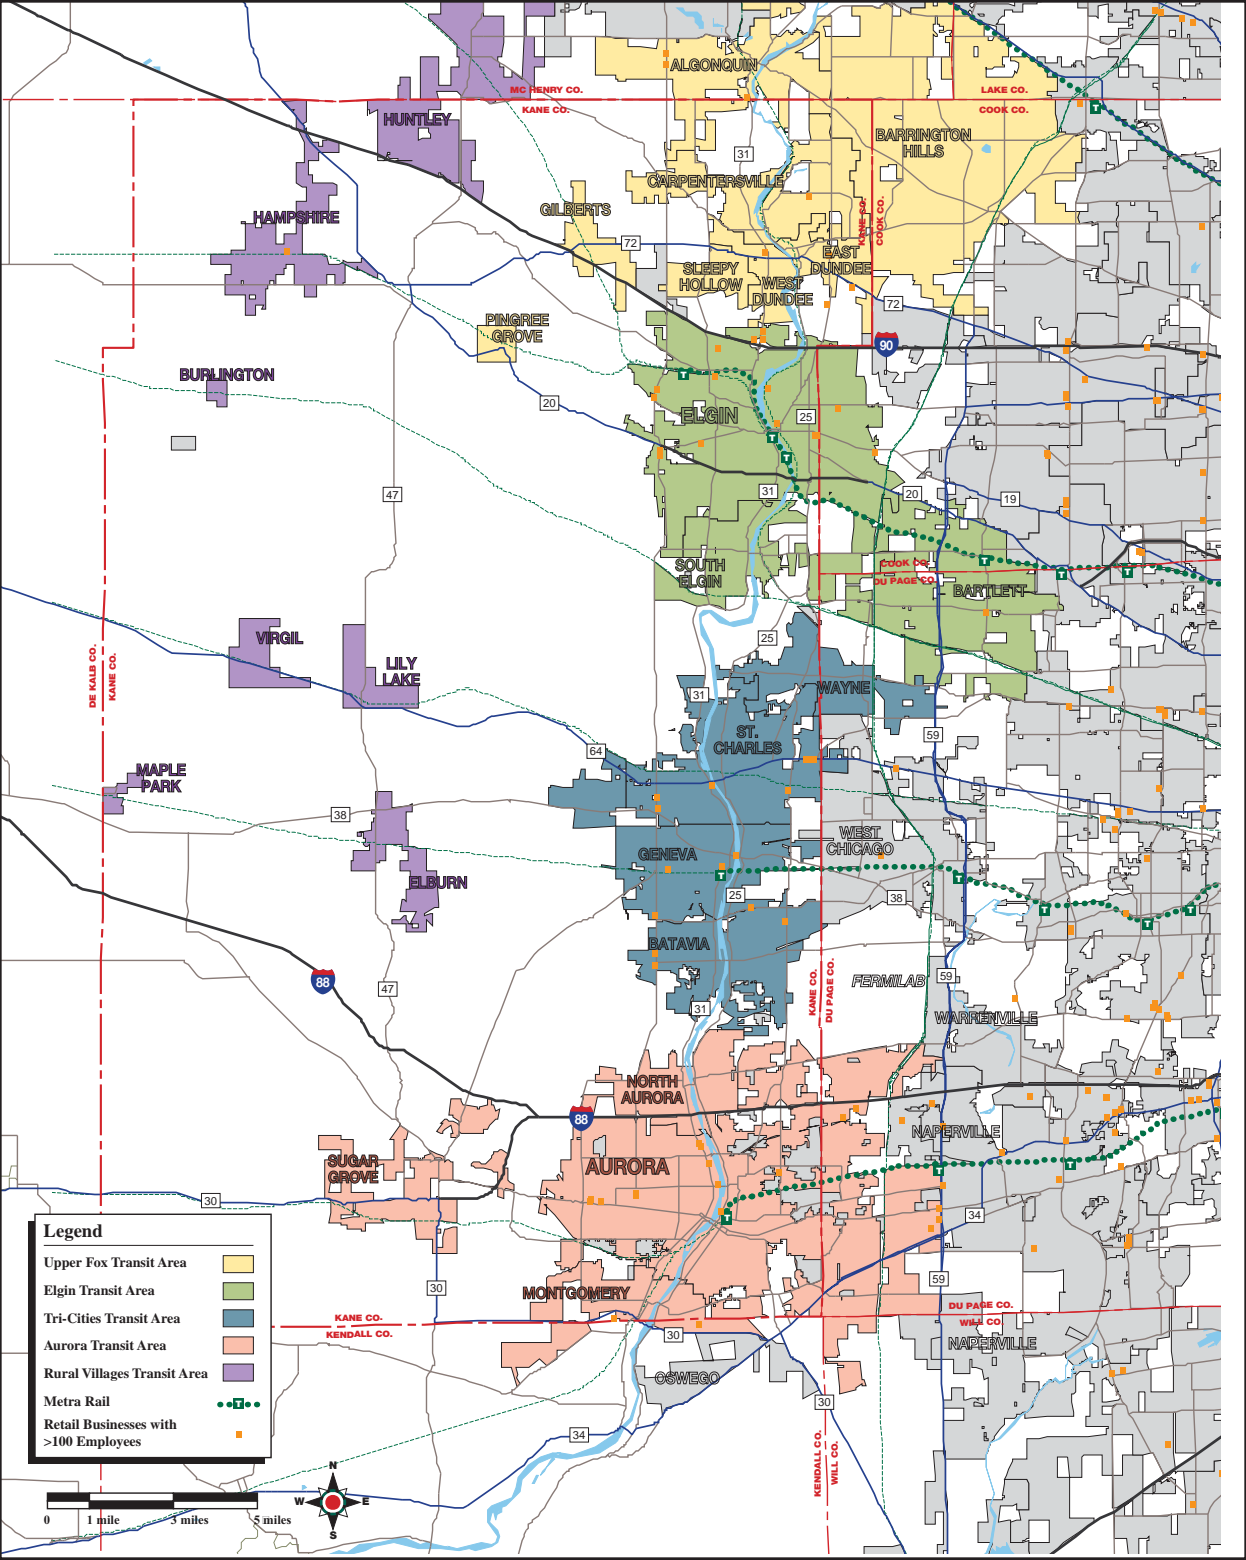 ALGONQUIN
MC HENRY CO.
KANE CO.
LAKE CO.
COOK CO.
HUNTLEY
BARRINGTON
HILLS
31
CARPENTERSVILLE
HAMPSHIRE
GILBERTS
KANE CO.
COOK CO.
72
EAST
DUNDEE
SLEEPY
HOLLOW
WEST
DUNDEE
72
PINGREE
GROVE
90
BURLINGTON
20
ELGIN
25
47
31
20
19
SOUTH
ELGIN
COOK CO.
DU PAGE CO.
BARTLETT
VIRGIL
25
LILY
LAKE
DE KALB CO.
KANE CO.
31
WAYNE
ST.
CHARLES
59
64
MAPLE
PARK
38
WEST
CHICAGO
GENEVA
ELBURN
25
38
BATAVIA
88
47
KANE CO.
DU PAGE CO.
FERMILAB
59
31
WARRENVILLE
NORTH
AURORA
88
NAPERVILLE
SUGAR
GROVE
AURORA
30
34
Legend
Upper Fox Transit Area
Elgin Transit Area
Tri-Cities Transit Area
Aurora Transit Area
Rural Villages Transit Area
Metra Rail
T
Retail Businesses with
>100 Employees
30
59
MONTGOMERY
KANE CO.
KENDALL CO.
DU PAGE CO.
WILL CO.
30
NAPERVILLE
OSWEGO
30
34
KENDALL CO.
WILL CO.
N
W
E
S
0 1 mile 3 miles 5 miles